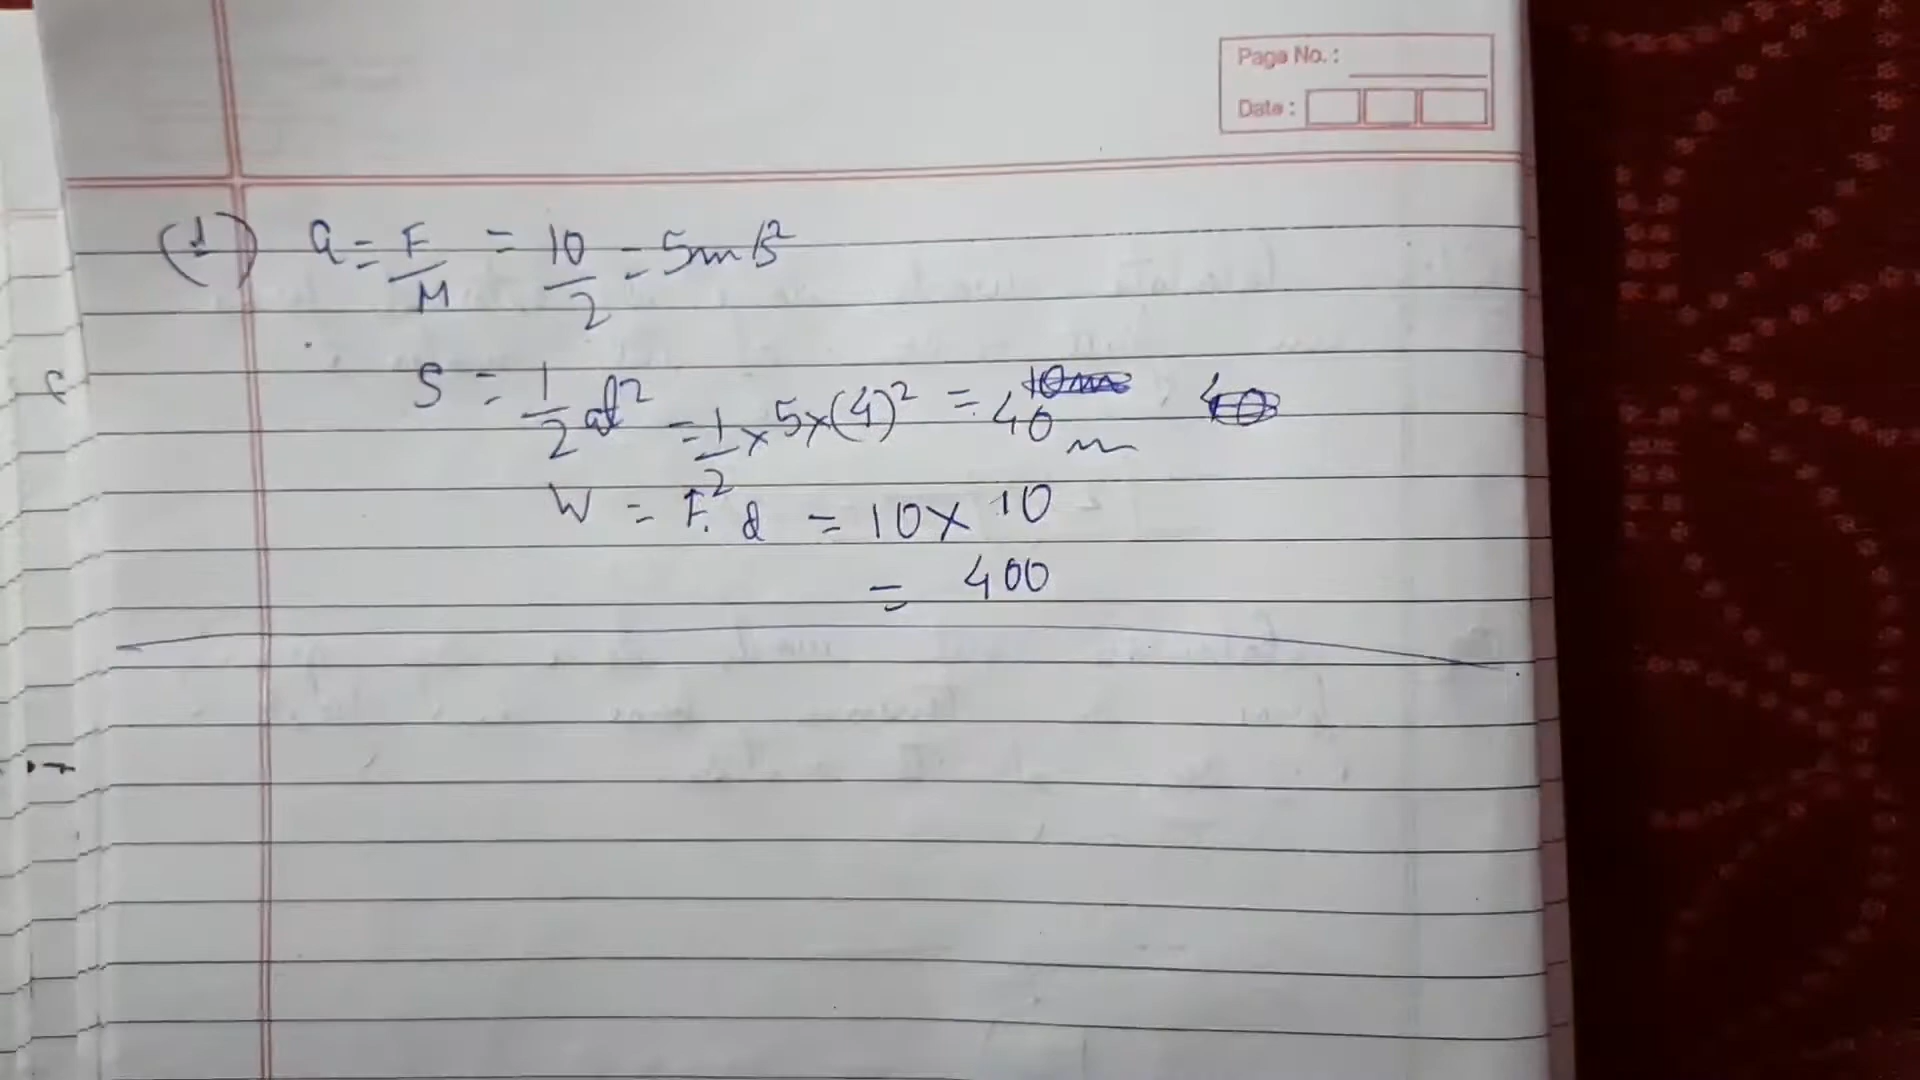 Page No.:
Date:
(1) a = F/M = 10/2 = 5m/s²
S = 1/2 at² = 1/2 × 5×(4)² = 40 m
W = F. d = 10 × 10
= 400